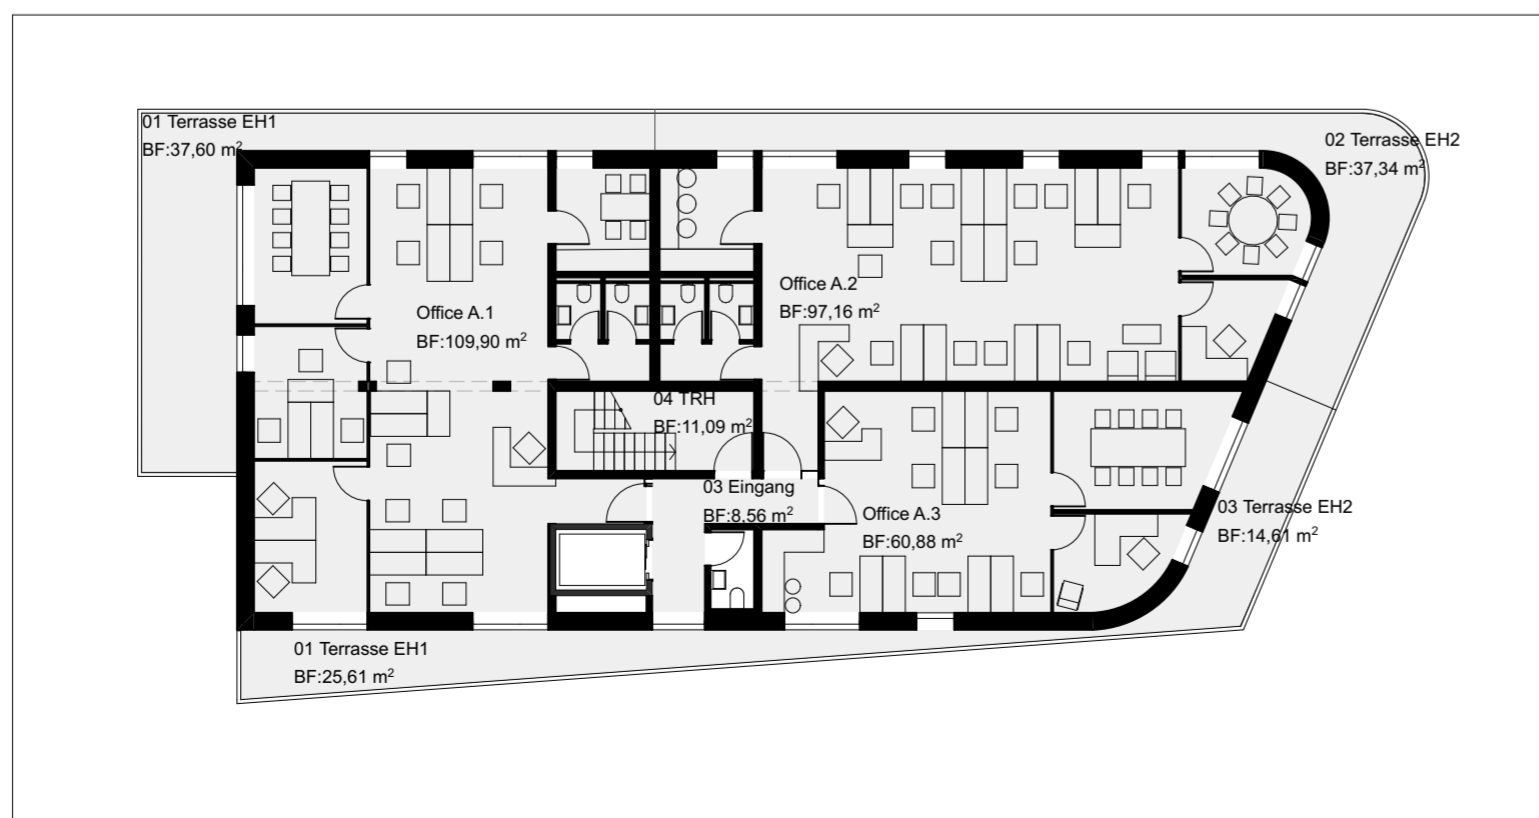 01 Terrasse EH1
BF:37,60 m²
02 Terrasse EH2
BF:37,34 m²
Office A.2
BF:97,16 m²
Office A.1
BF:109,90 m²
04 TRH
BF:11,09 m²
03 Eingang
BF:8,56 m²
Office A.3
BF:60,88 m²
03 Terrasse EH2
BF:14,61 m²
01 Terrasse EH1
BF:25,61 m²